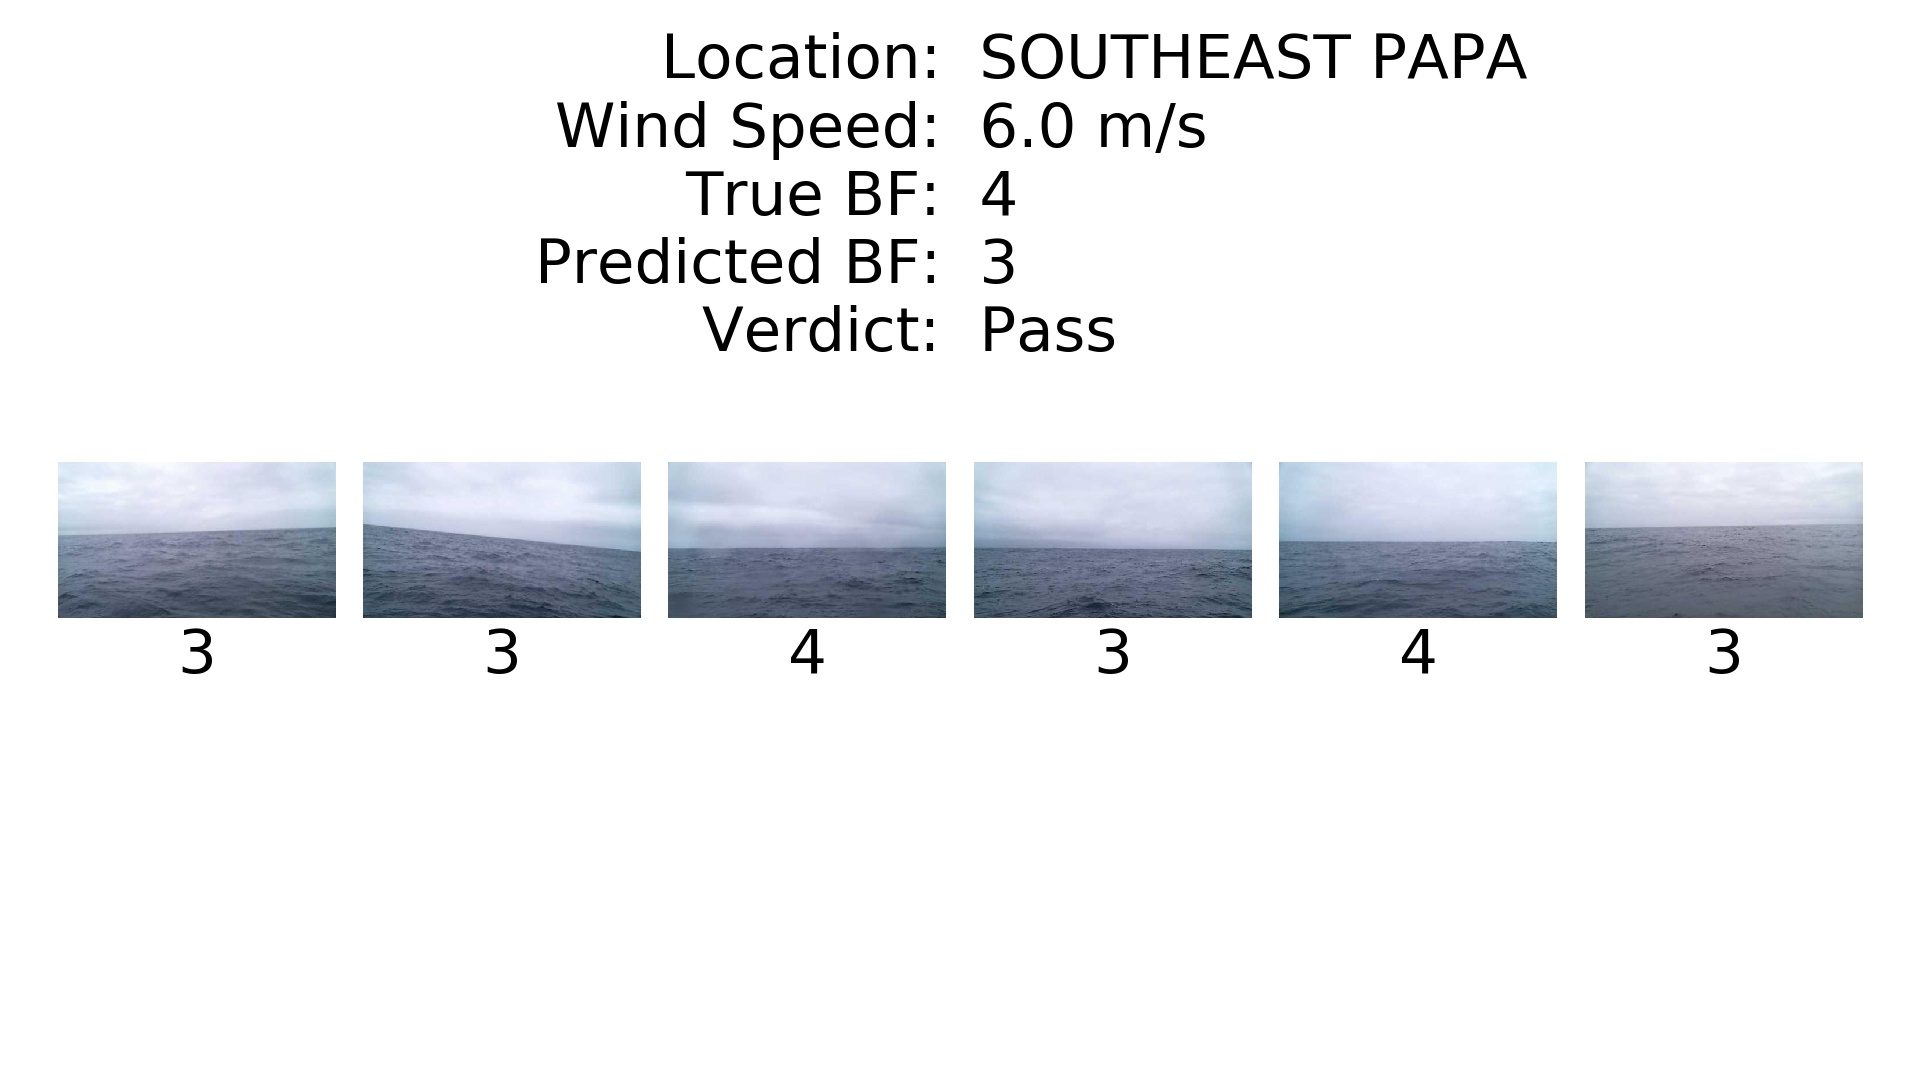 Location: SOUTHEAST PAPA
Wind Speed: 6.0 m/s
True BF: 4
Predicted BF: 3
Verdict: Pass
3 3 4 3 4 3